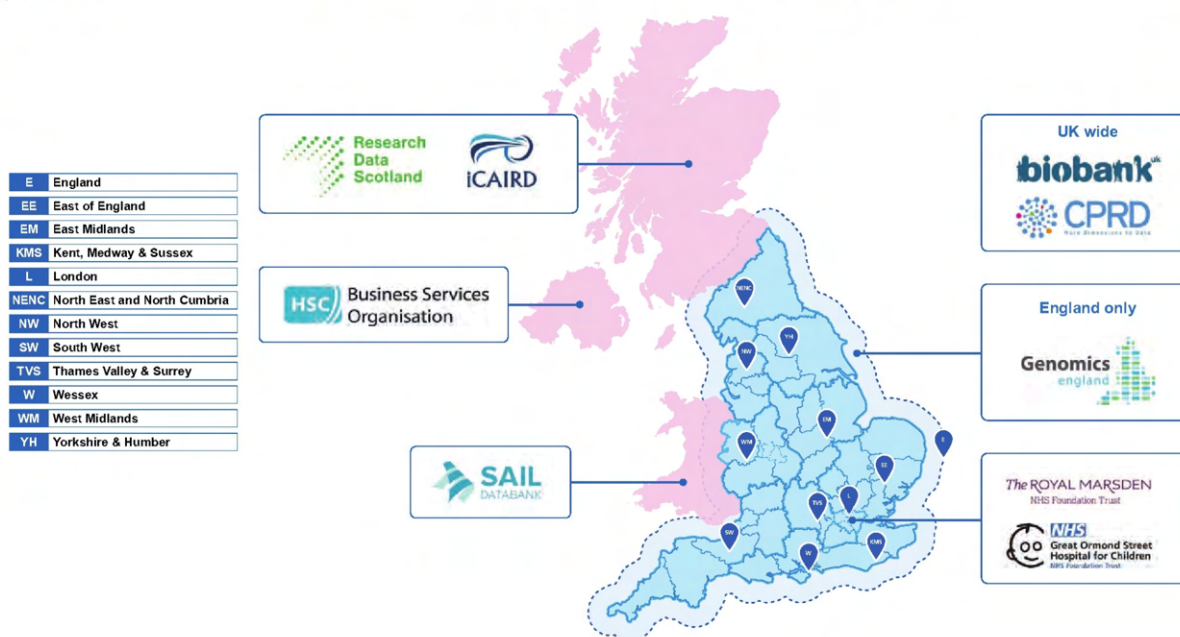 E England
EE East of England
EM East Midlands
KMS Kent, Medway & Sussex
L London
NENC North East and North Cumbria
NW North West
SW South West
TVS Thames Valley & Surrey
W Wessex
WM West Midlands
YH Yorkshire & Humber
Research
Data
Scotland
iCAIRD
HSC Business Services
Organisation
SAIL
DATABANK
UK wide
biobank uk
CPRD
More Dimensions to Data
England only
Genomics
england
The ROYAL MARSDEN
NHS Foundation Trust
NHS
Great Ormond Street
Hospital for Children
NHS Foundation Trust
NENC
YH
NW
EM
WM
E
EE
L
TVS
SW
KMS
W